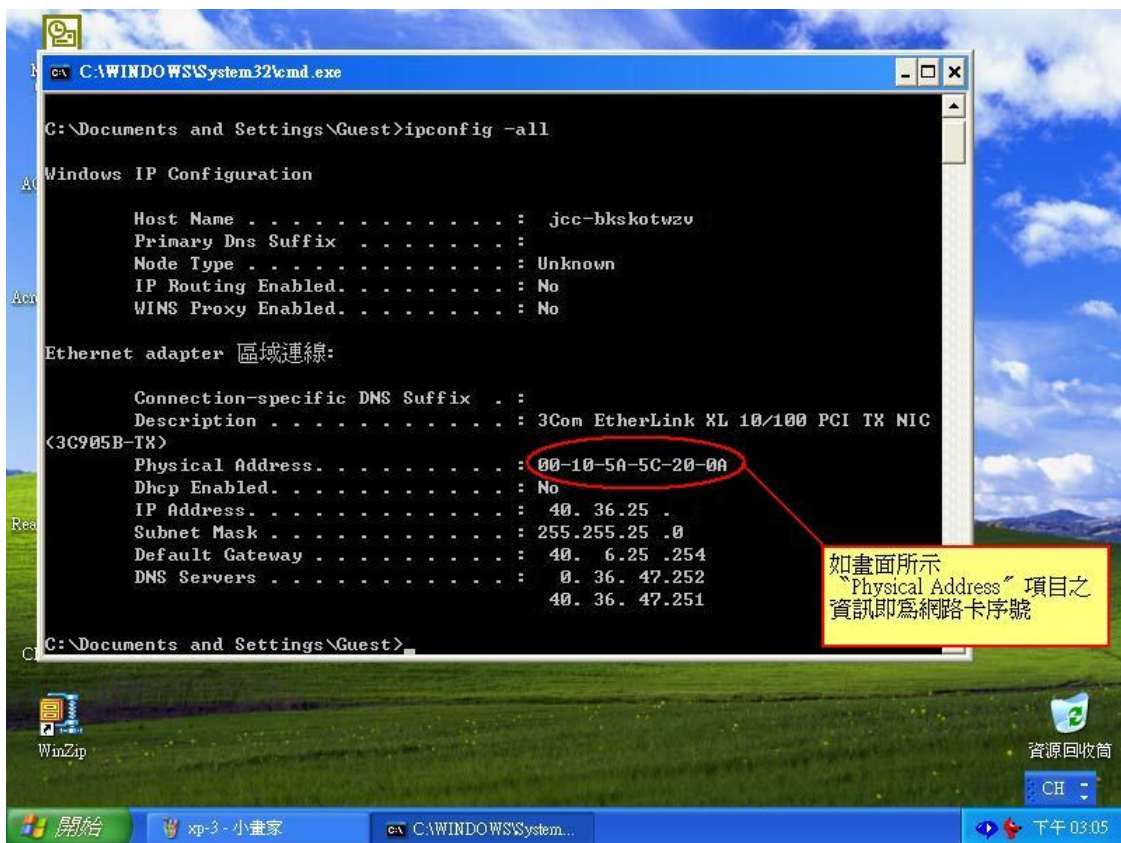 C:\WINDOWS\System32\cmd.exe
C:\Documents and Settings\Guest>ipconfig -all
Windows IP Configuration
Host Name . . . . . . . . . . . . : jcc-bkskotwzv
Primary Dns Suffix . . . . . . . :
Node Type . . . . . . . . . . . . : Unknown
IP Routing Enabled. . . . . . . . : No
WINS Proxy Enabled. . . . . . . . : No
Ethernet adapter 區域連線:
Connection-specific DNS Suffix . :
Description . . . . . . . . . . . : 3Com EtherLink XL 10/100 PCI TX NIC
(3C905B-TX)
Physical Address. . . . . . . . . : 00-10-5A-5C-20-0A
Dhcp Enabled. . . . . . . . . . . : No
IP Address. . . . . . . . . . . . : 40. 36.25 .
Subnet Mask . . . . . . . . . . . : 255.255.25 .0
Default Gateway . . . . . . . . . : 40. 6.25 .254
DNS Servers . . . . . . . . . . . : 0. 36. 47.252
40. 36. 47.251
如畫面所示
〝Physical Address〞項目之
資訊即為網路卡序號
C:\Documents and Settings\Guest>
WinZip
資源回收筒
CH
開始
xp-3 - 小畫家
C:\WINDOWS\System...
下午 03:05